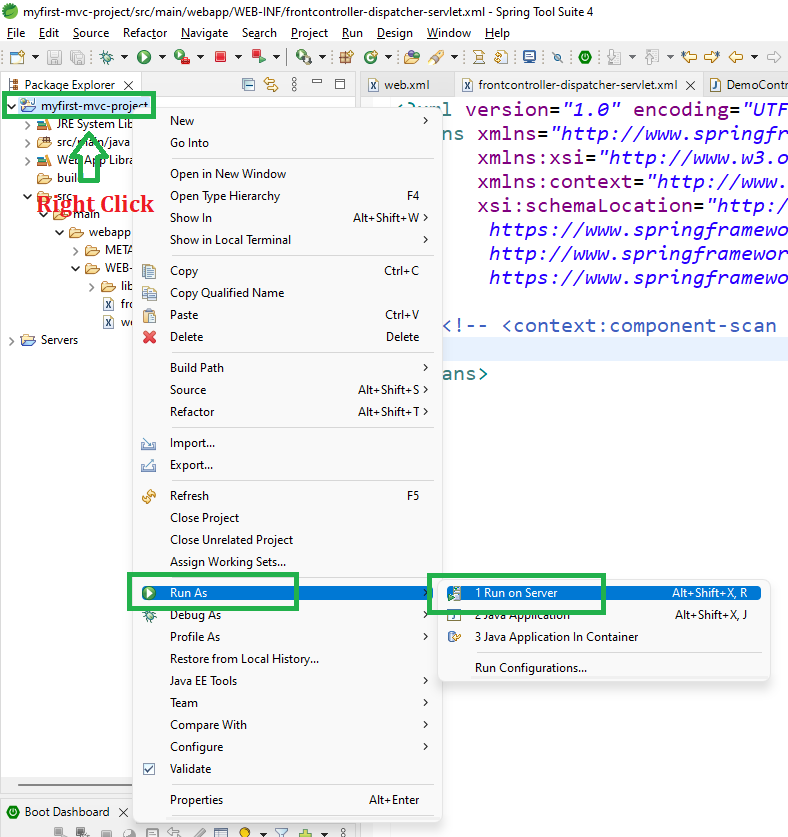 myfirst-mvc-project/src/main/webapp/WEB-INF/frontcontroller-dispatcher-servlet.xml - Spring Tool Suite 4
File Edit Source Refactor Navigate Search Project Run Design Window Help
Package Explorer
web.xml
frontcontroller-dispatcher-servlet.xml
DemoContr
myfirst-mvc-project
JRE System Lib
src/main/java
Web App Libra
buil
src
Right Click
main
webapp
META
WEB-
lib
fro
we
Servers
<?xml version="1.0" encoding="UTF
ns xmlns="http://www.springfr
xmlns:xsi="http://www.w3.o
xmlns:context="http://www.
xsi:schemaLocation="http:/
https://www.springframewo
http://www.springframewor
https://www.springframewo
<!-- <context:component-scan
ans>
New
Go Into
Open in New Window
Open Type Hierarchy F4
Show In Alt+Shift+W
Show in Local Terminal
Copy Ctrl+C
Copy Qualified Name
Paste Ctrl+V
Delete Delete
Build Path
Source Alt+Shift+S
Refactor Alt+Shift+T
Import...
Export...
Refresh F5
Close Project
Close Unrelated Project
Assign Working Sets...
Run As
Debug As
Profile As
Restore from Local History...
Java EE Tools
Team
Compare With
Configure
Validate
Properties Alt+Enter
1 Run on Server Alt+Shift+X, R
2 Java Application Alt+Shift+X, J
3 Java Application In Container
Run Configurations...
Boot Dashboard